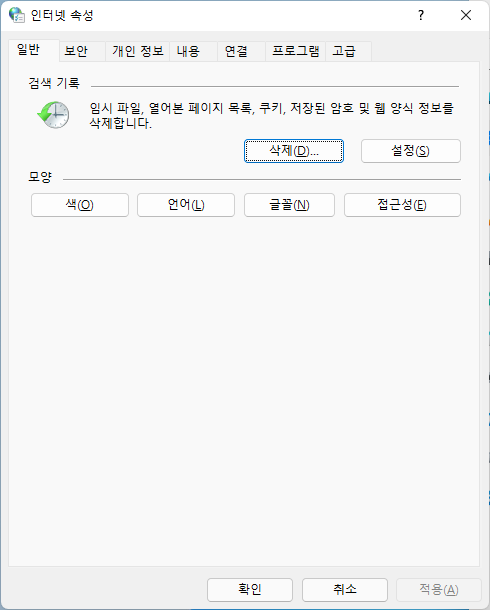 인터넷 속성
?
일반 보안 개인 정보 내용 연결 프로그램 고급
검색 기록
임시 파일, 열어본 페이지 목록, 쿠키, 저장된 암호 및 웹 양식 정보를
삭제합니다.
삭제(D)... 설정(S)
모양
색(O) 언어(L) 글꼴(N) 접근성(E)
확인 취소 적용(A)